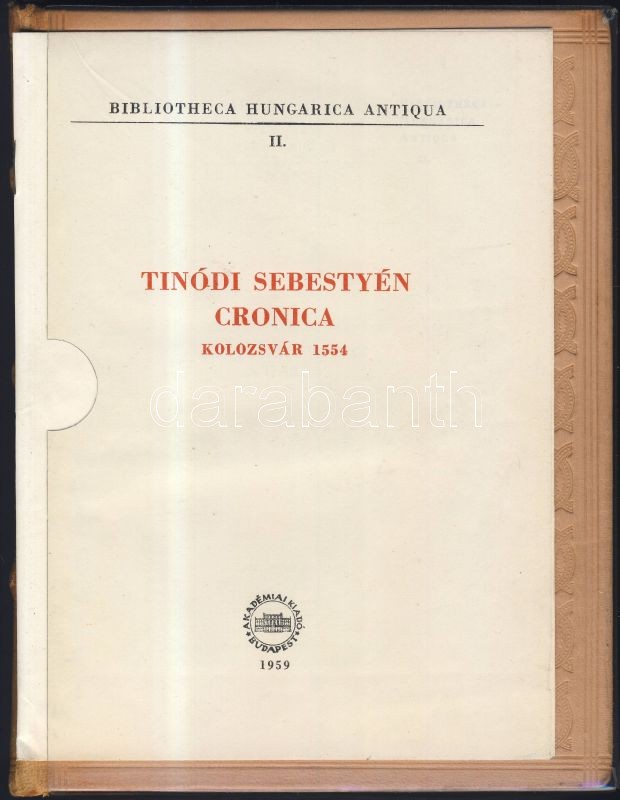 BIBLIOTHECA HUNGARICA ANTIQUA
II.
TINÓDI SEBESTYÉN
CRONICA
KOLOZSVÁR 1554
darabanth
AKADÉMIAI KIADÓ
BUDAPEST
1959